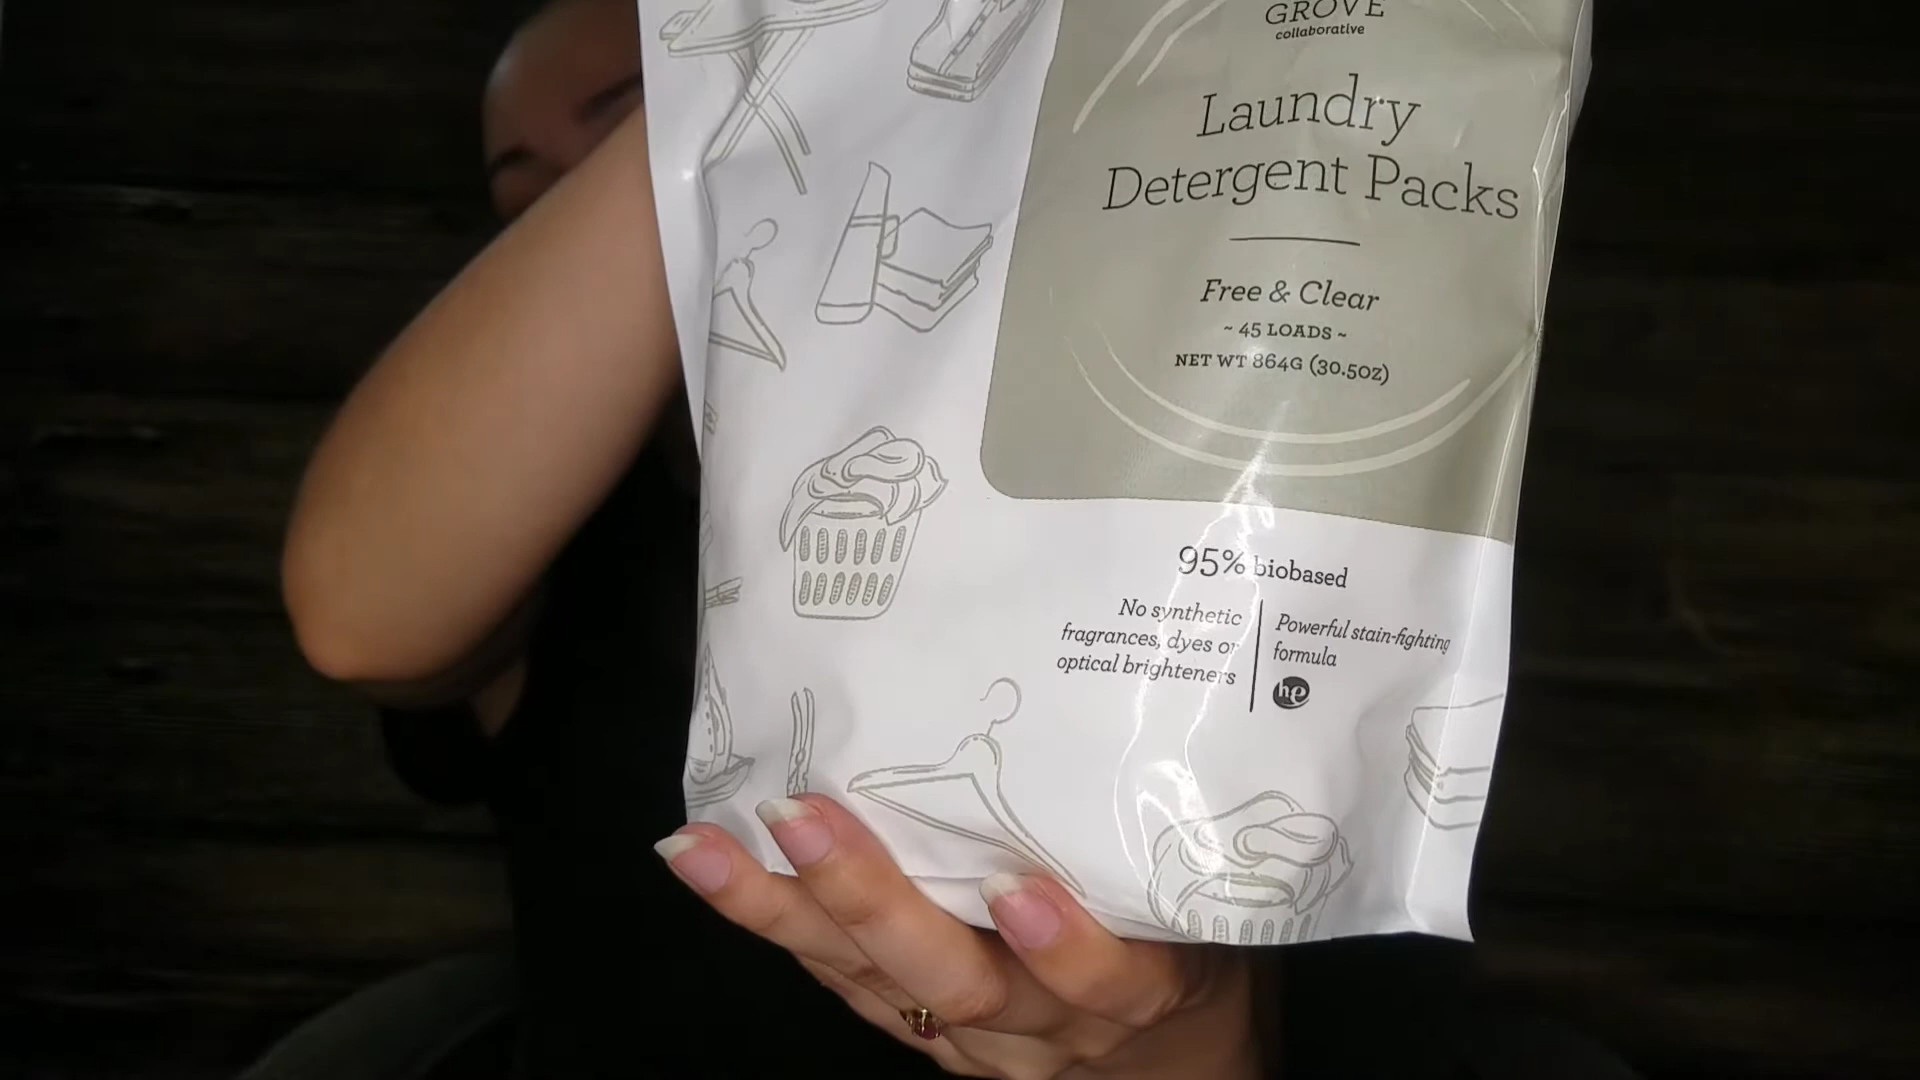 GROVE
collaborative
Laundry
Detergent Packs
Free & Clear
~ 45 LOADS ~
NET WT 864G (30.5OZ)
95% biobased
No synthetic
fragrances, dyes or
optical brighteners
Powerful stain-fighting
formula
he